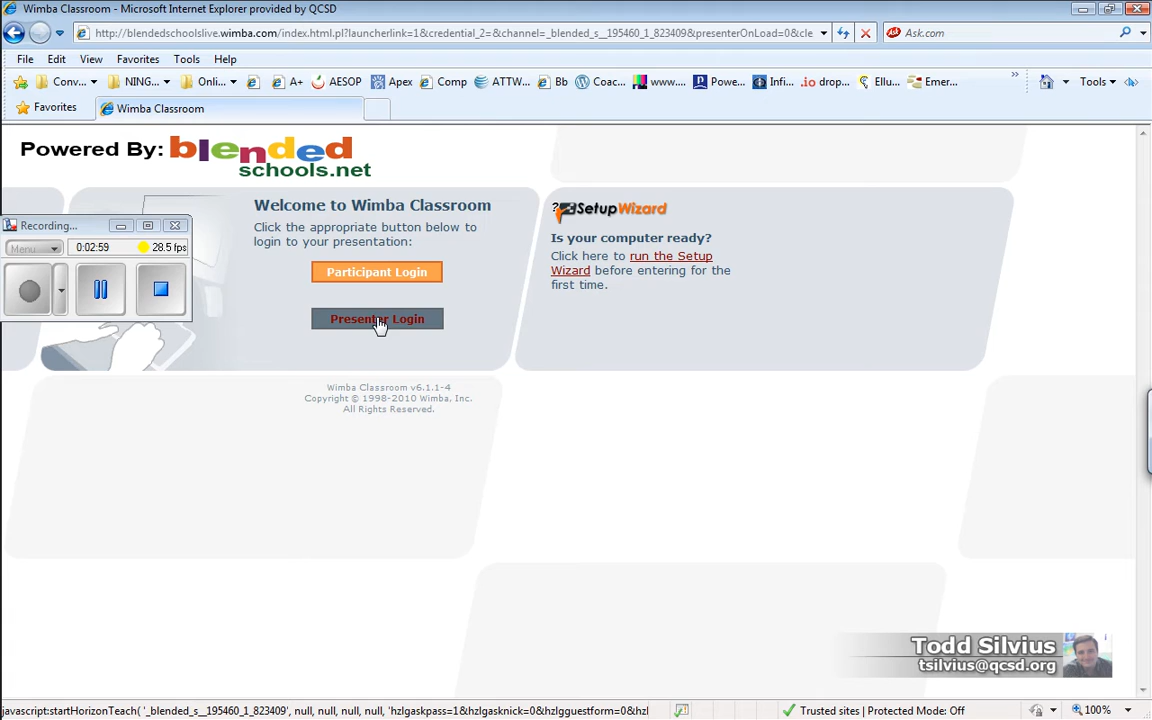 Wimba Classroom - Microsoft Internet Explorer provided by QCSD
http://blendedschoolslive.wimba.com/index.html.pl?launcherlink=1&credential_2=&channel=_blended_s__195460_1_823409&presenterOnLoad=0&cle
Ask.com
File Edit View Favorites Tools Help
Conv... NING... Onli... A+ AESOP Apex Comp ATTW... Bb Coac... www.... Powe... Infi... .io drop... Ellu... Emer... » Tools
Favorites Wimba Classroom
Powered By: blended
schools.net
Welcome to Wimba Classroom
Click the appropriate button below to
login to your presentation:
Participant Login
Presenter Login
? SetupWizard
Is your computer ready?
Click here to run the Setup
Wizard before entering for the
first time.
Recording...
Menu 0:02:59 28.5 fps
Wimba Classroom v6.1.1-4
Copyright © 1998-2010 Wimba, Inc.
All Rights Reserved.
Todd Silvius
tsilvius@qcsd.org
javascript:startHorizonTeach( '_blended_s__195460_1_823409', null, null, null, null, 'hzlgaskpass=1&hzlgasknick=0&hzlgguestform=0&hzl
Trusted sites | Protected Mode: Off 100%